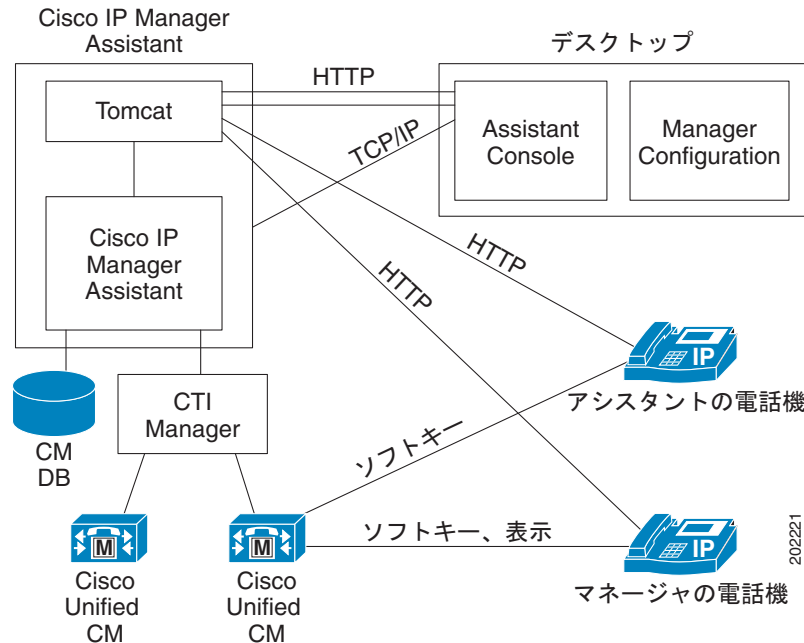 Cisco IP Manager
Assistant
デスクトップ
HTTP
Tomcat
Assistant
Console
Manager
Configuration
TCP/IP
Cisco IP
Manager
Assistant
HTTP
HTTP
IP
アシスタントの電話機
CTI
Manager
CM
DB
ソフトキー
M
M
ソフトキー、表示
IP
マネージャの電話機
Cisco
Unified
CM
Cisco
Unified
CM
202221